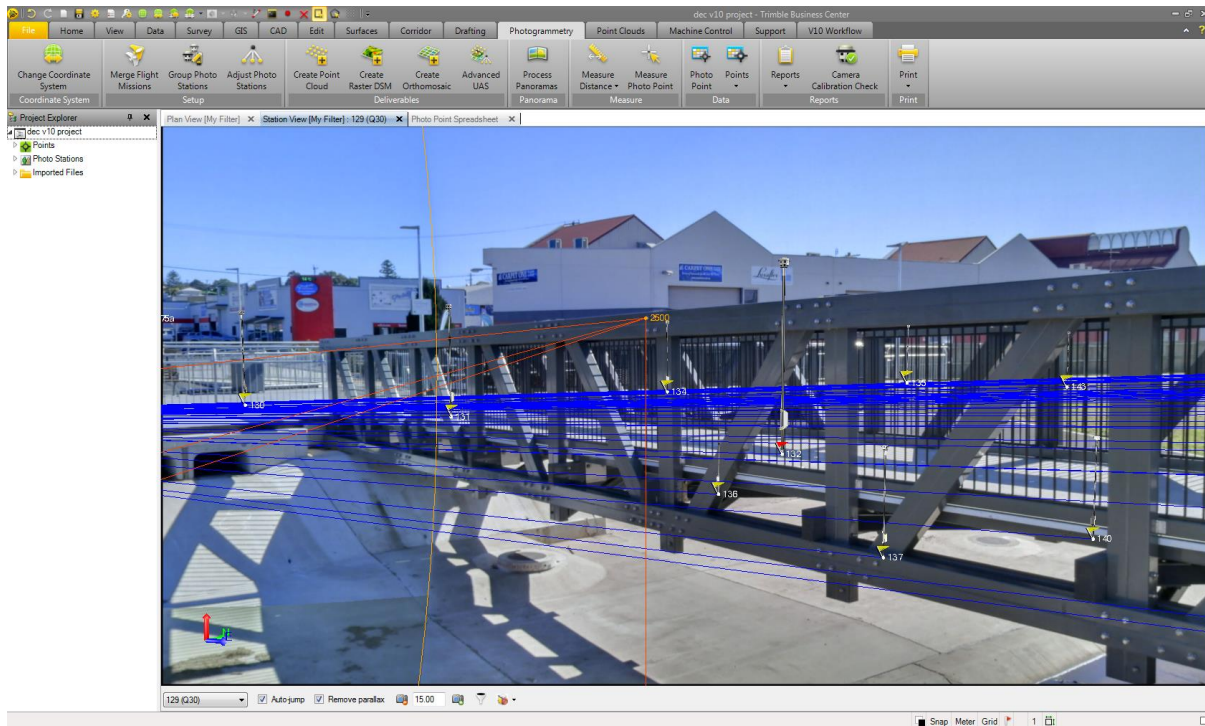 dec v10 project - Trimble Business Center
File Home View Data Survey GIS CAD Edit Surfaces Corridor Drafting Photogrammetry Point Clouds Machine Control Support V10 Workflow
Change Coordinate System
Merge Flight Missions
Group Photo Stations
Adjust Photo Stations
Create Point Cloud
Create Raster DSM
Create Orthomosaic
Advanced UAS
Process Panoramas
Measure Distance
Measure Photo Point
Photo Point
Points
Reports
Camera Calibration Check
Print
Coordinate System Setup Deliverables Panorama Measure Data Reports Print
Project Explorer
Plan View [My Filter] Station View [My Filter] : 129 (Q30) Photo Point Spreadsheet
dec v10 project
Points
Photo Stations
Imported Files
75a
2500
130
131
134
135
143
132
136
137
140
129 (Q30) Auto-jump Remove parallax 15.00
Snap Meter Grid 1